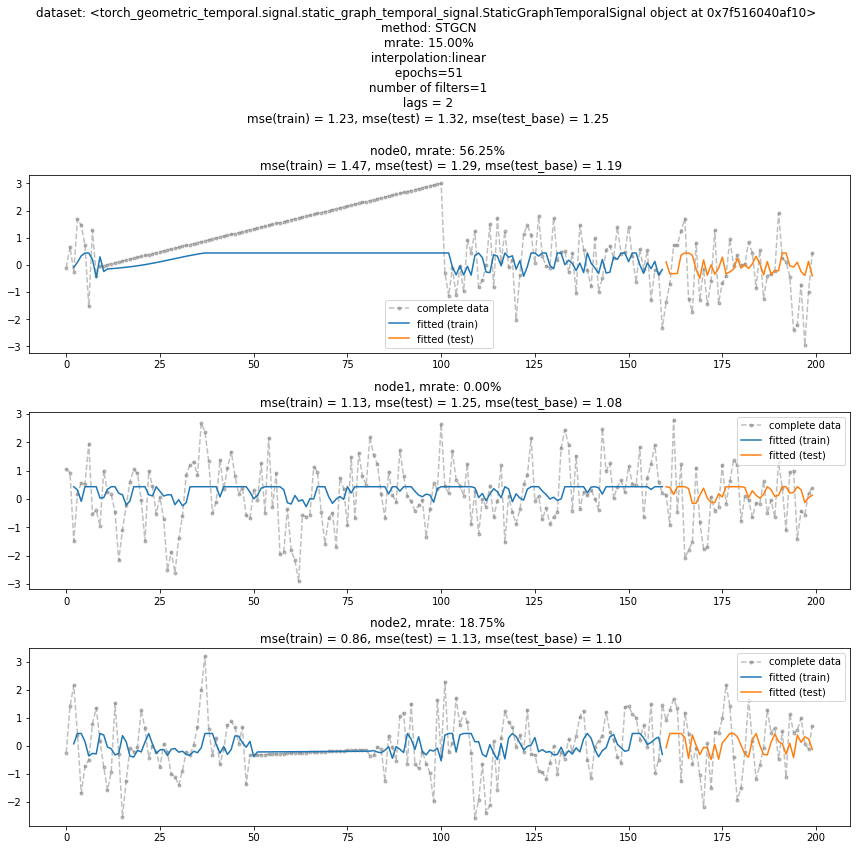 dataset: <torch_geometric_temporal.signal.static_graph_temporal_signal.StaticGraphTemporalSignal object at 0x7f516040af10>
method: STGCN
mrate: 15.00%
interpolation:linear
epochs=51
number of filters=1
lags = 2
mse(train) = 1.23, mse(test) = 1.32, mse(test_base) = 1.25
node0, mrate: 56.25%
mse(train) = 1.47, mse(test) = 1.29, mse(test_base) = 1.19
3
2
1
0
−1
−2
−3
complete data
fitted (train)
fitted (test)
0 25 50 75 100 125 150 175 200
node1, mrate: 0.00%
mse(train) = 1.13, mse(test) = 1.25, mse(test_base) = 1.08
3
2
1
0
−1
−2
−3
complete data
fitted (train)
fitted (test)
0 25 50 75 100 125 150 175 200
node2, mrate: 18.75%
mse(train) = 0.86, mse(test) = 1.13, mse(test_base) = 1.10
3
2
1
0
−1
−2
complete data
fitted (train)
fitted (test)
0 25 50 75 100 125 150 175 200